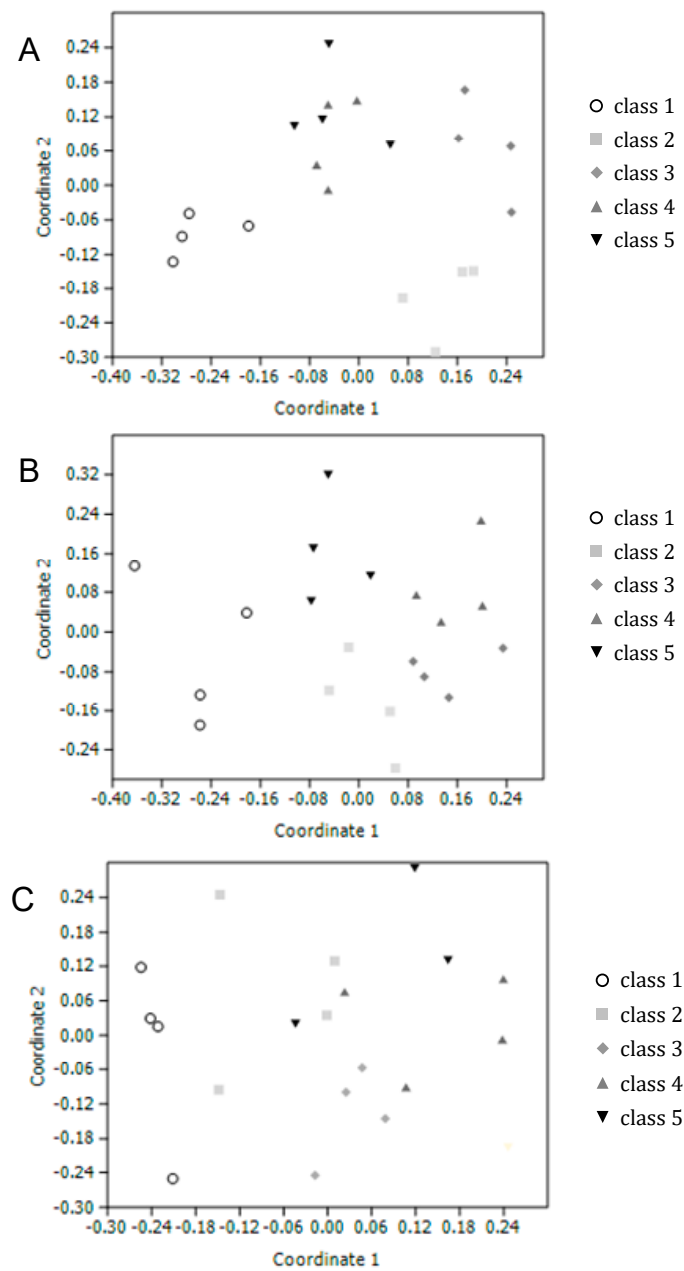 A
0.24
0.18
0.12
0.06
0.00
-0.06
-0.12
-0.18
-0.24
-0.30
Coordinate 2
-0.40 -0.32 -0.24 -0.16 -0.08 0.00 0.08 0.16 0.24
Coordinate 1
class 1
class 2
class 3
class 4
class 5
B
0.32
0.24
0.16
0.08
0.00
-0.08
-0.16
-0.24
Coordinate 2
-0.40 -0.32 -0.24 -0.16 -0.08 0.00 0.08 0.16 0.24
Coordinate 1
class 1
class 2
class 3
class 4
class 5
C
0.24
0.18
0.12
0.06
0.00
-0.06
-0.12
-0.18
-0.24
-0.30
Coordinate 2
-0.30 -0.24 -0.18 -0.12 -0.06 0.00 0.06 0.12 0.18 0.24
Coordinate 1
class 1
class 2
class 3
class 4
class 5